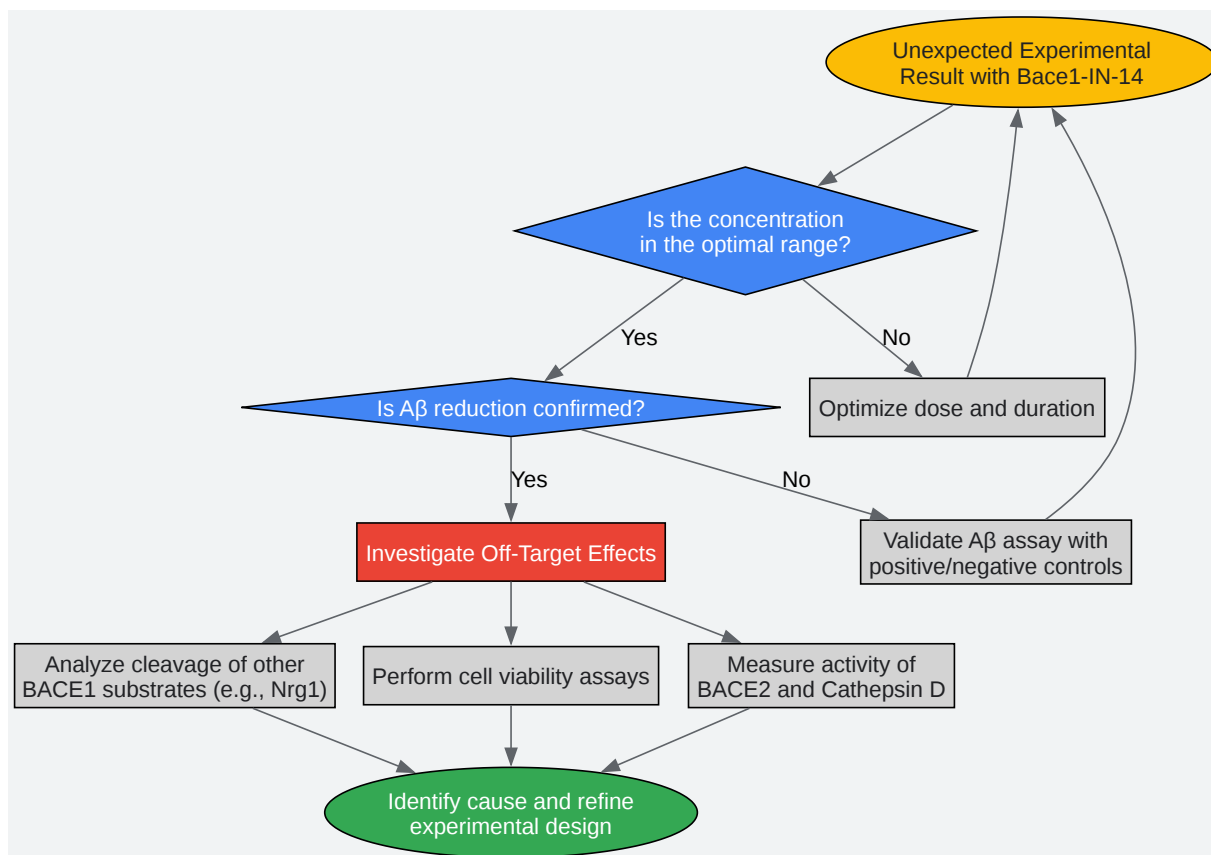 Unexpected Experimental
Result with Bace1-IN-14
Is the concentration
in the optimal range?
Yes
No
Is Aβ reduction confirmed?
Optimize dose and duration
Yes
No
Investigate Off-Target Effects
Validate Aβ assay with
positive/negative controls
Analyze cleavage of other
BACE1 substrates (e.g., Nrg1)
Perform cell viability assays
Measure activity of
BACE2 and Cathepsin D
Identify cause and refine
experimental design